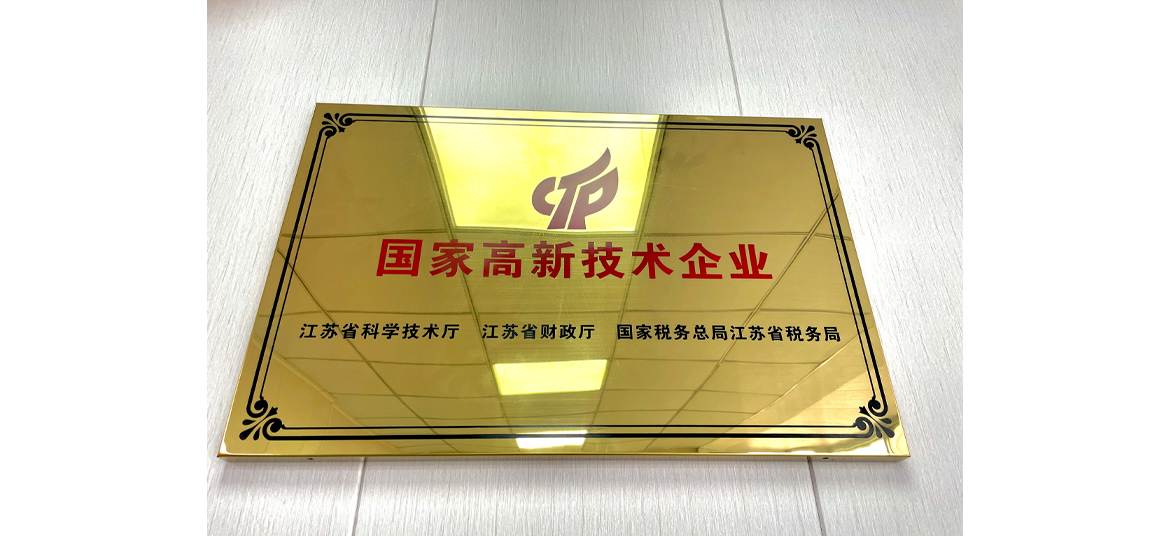 CTP
国家高新技术企业
江苏省科学技术厅 江苏省财政厅 国家税务总局江苏省税务局